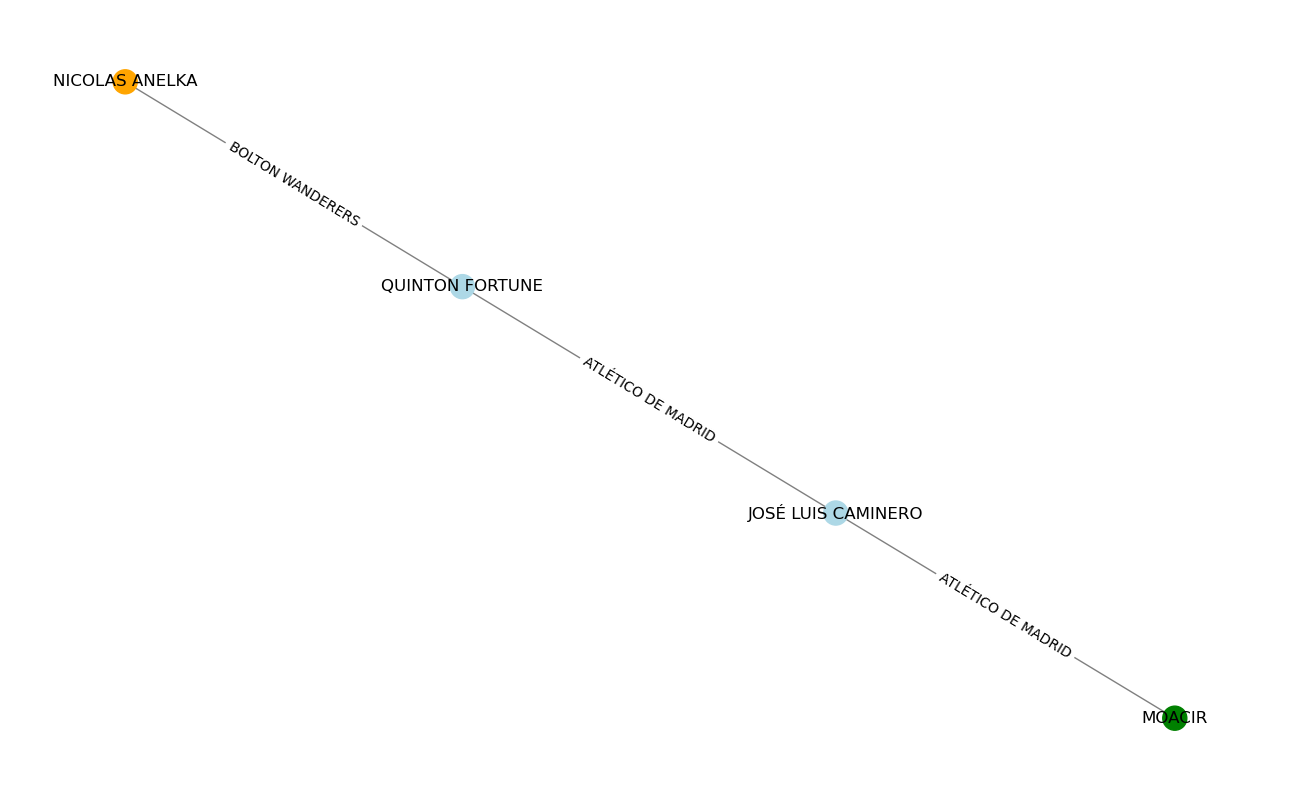 NICOLAS ANELKA
BOLTON WANDERERS
QUINTON FORTUNE
ATLÉTICO DE MADRID
JOSÉ LUIS CAMINERO
ATLÉTICO DE MADRID
MOACIR